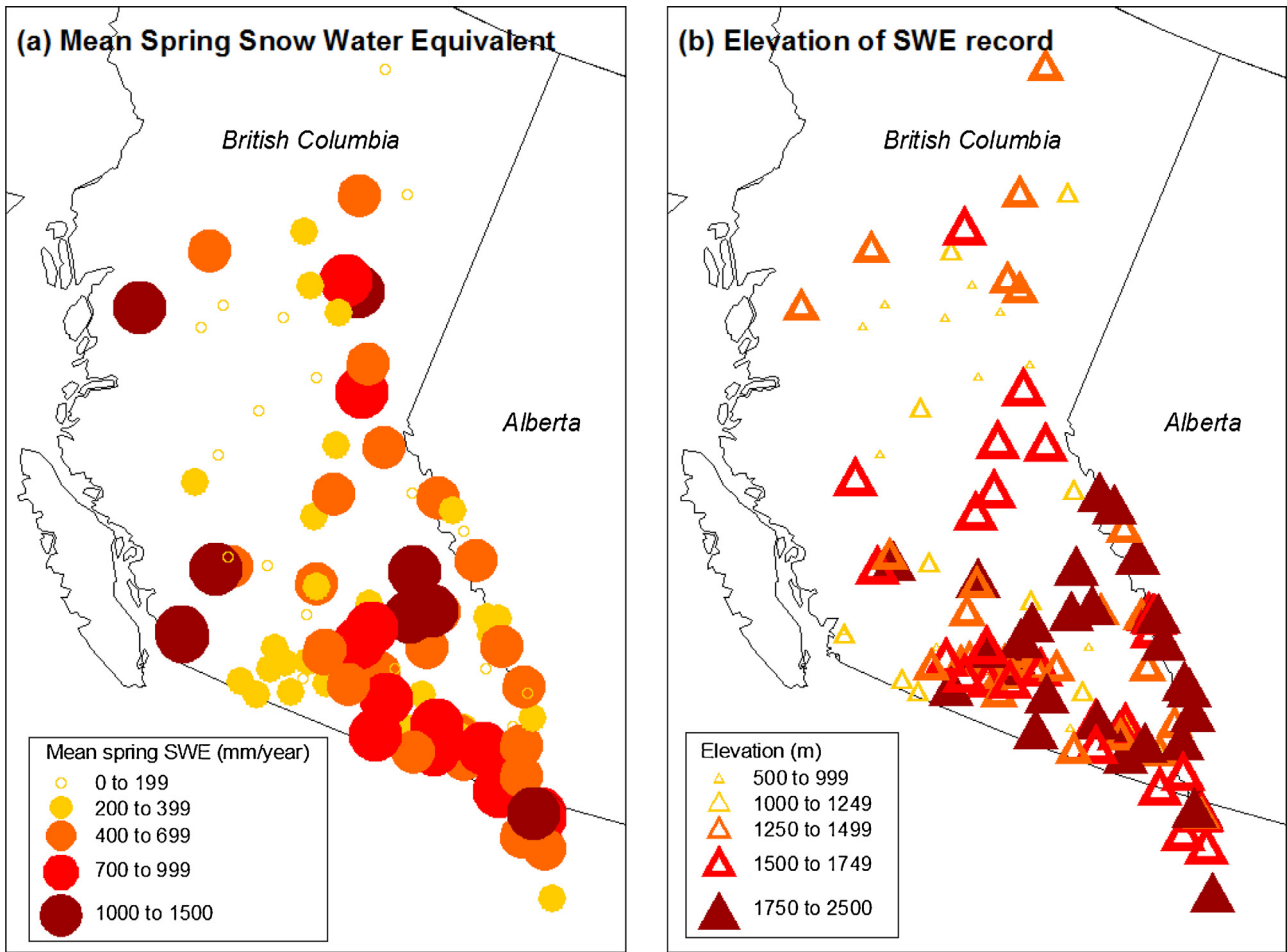 (a) Mean Spring Snow Water Equivalent
British Columbia
Alberta
Mean spring SWE (mm/year)
0 to 199
200 to 399
400 to 699
700 to 999
1000 to 1500
(b) Elevation of SWE record
British Columbia
Alberta
Elevation (m)
500 to 999
1000 to 1249
1250 to 1499
1500 to 1749
1750 to 2500